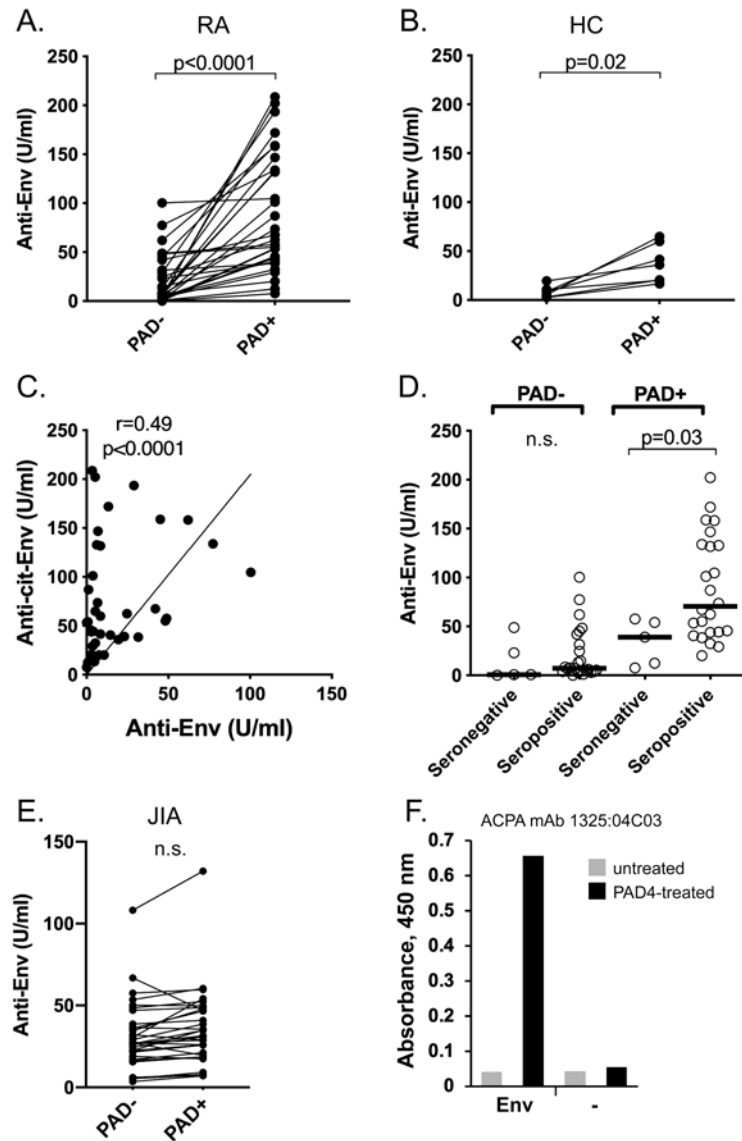 A.
RA
p<0.0001
Anti-Env (U/ml)
250
200
150
100
50
0
PAD-
PAD+
B.
HC
p=0.02
Anti-Env (U/ml)
250
200
150
100
50
0
PAD-
PAD+
C.
r=0.49
p<0.0001
Anti-cit-Env (U/ml)
250
200
150
100
50
0
0
50
100
150
Anti-Env (U/ml)
D.
PAD-
PAD+
n.s.
p=0.03
Anti-Env (U/ml)
250
200
150
100
50
0
Seronegative
Seropositive
Seronegative
Seropositive
E.
JIA
n.s.
Anti-Env (U/ml)
150
100
50
0
PAD-
PAD+
F.
ACPA mAb 1325:04C03
untreated
PAD4-treated
Absorbance, 450 nm
0.7
0.6
0.5
0.4
0.3
0.2
0.1
0
Env
-